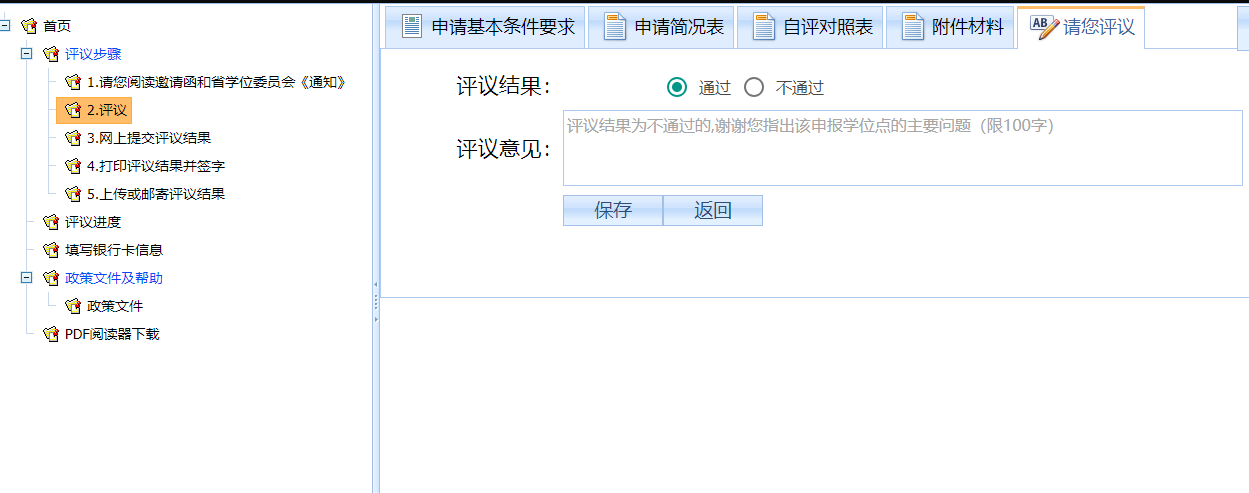 首页
评议步骤
1.请您阅读邀请函和省学位委员会《通知》
2.评议
3.网上提交评议结果
4.打印评议结果并签字
5.上传或邮寄评议结果
评议进度
填写银行卡信息
政策文件及帮助
政策文件
PDF阅读器下载
申请基本条件要求 申请简况表 自评对照表 附件材料 AB 请您评议
评议结果: 通过 不通过
评议意见: 评议结果为不通过的,谢谢您指出该申报学位点的主要问题（限100字）
保存 返回